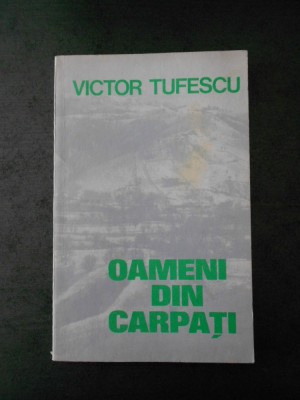 VICTOR TUFESCU
OAMENI
DIN
CARPAȚI